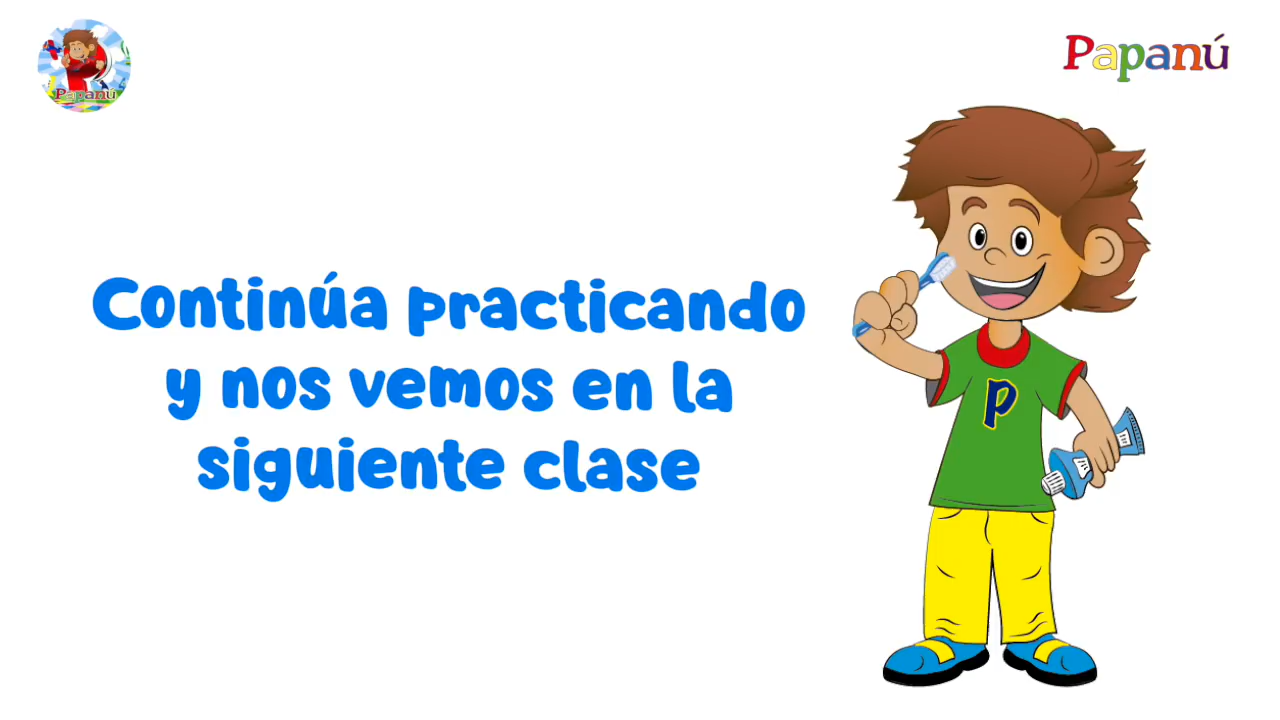 Papanú
Papanú
Continúa practicando
y nos vemos en la
siguiente clase
P